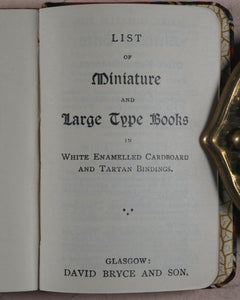 LIST
OF
Miniature
AND
Large Type Books
IN
WHITE ENAMELLED CARDBOARD
AND TARTAN BINDINGS.
GLASGOW:
DAVID BRYCE AND SON.